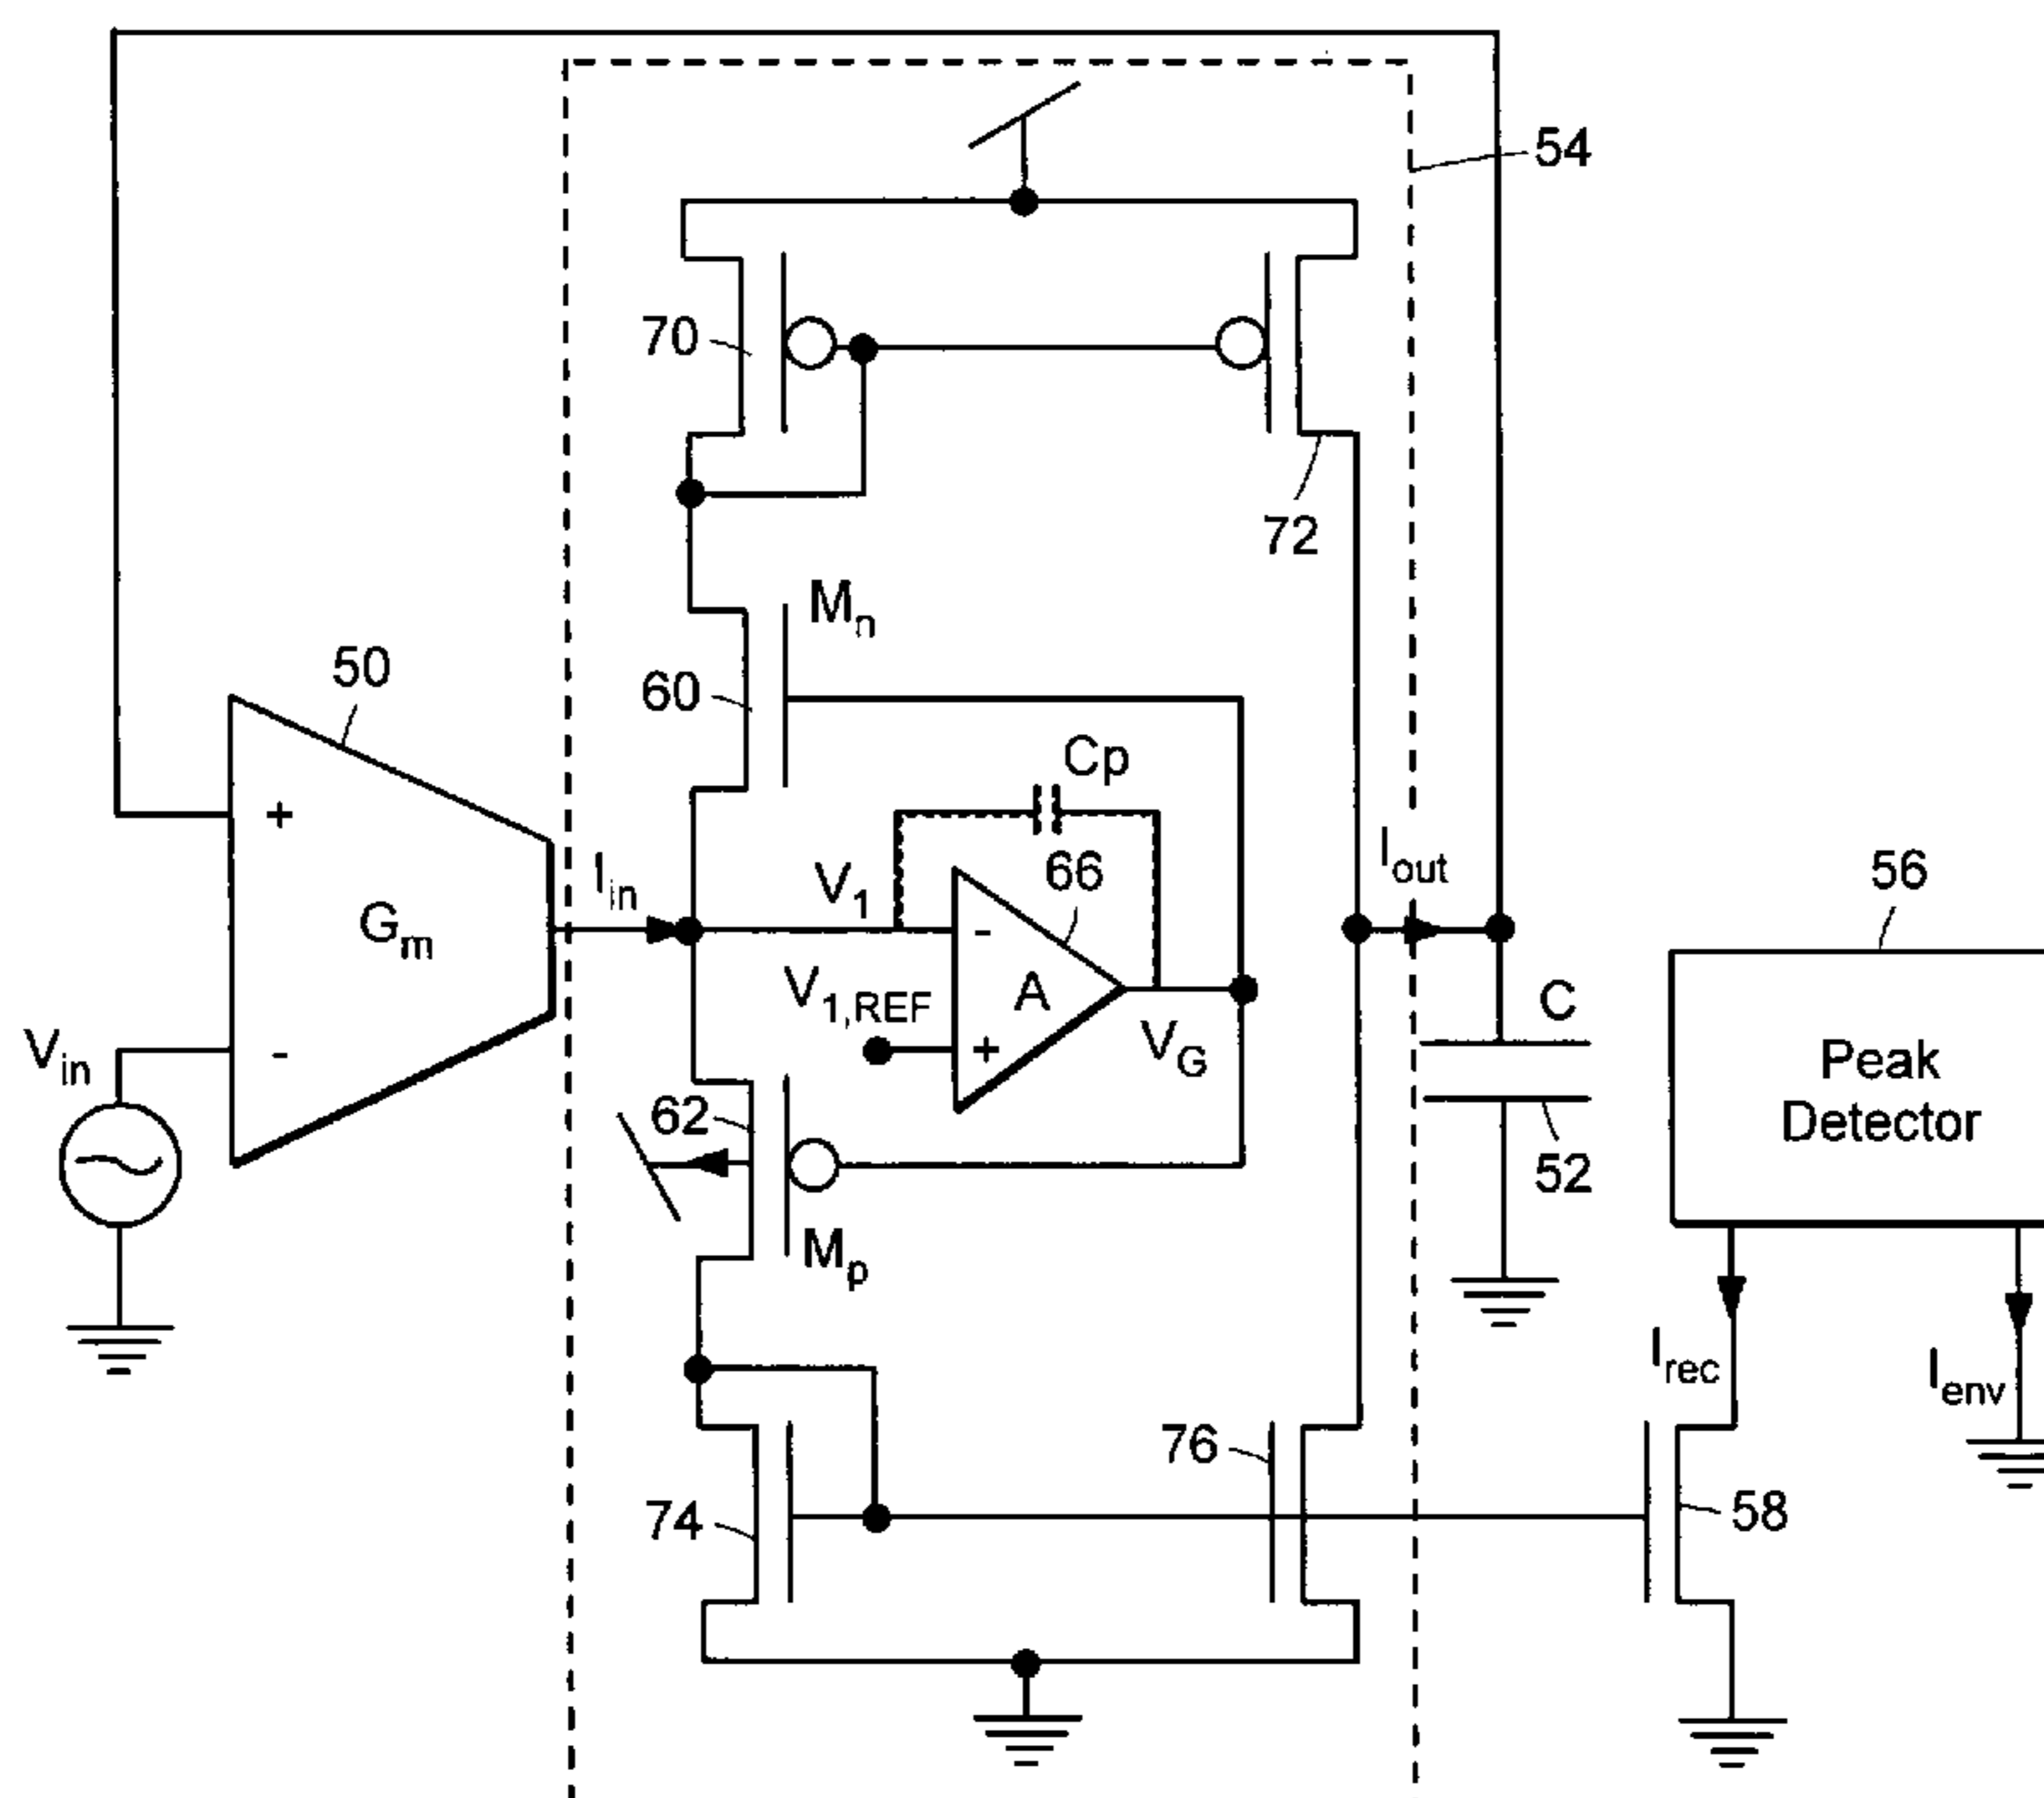 54
70
72
Mn
60
50
Cp
+
Iin
V1
66
Iout
56
Gm
-
A
V1,REF
+
VG
C
Peak
Detector
Vin
-
62
52
Mp
Irec
Ienv
76
74
58